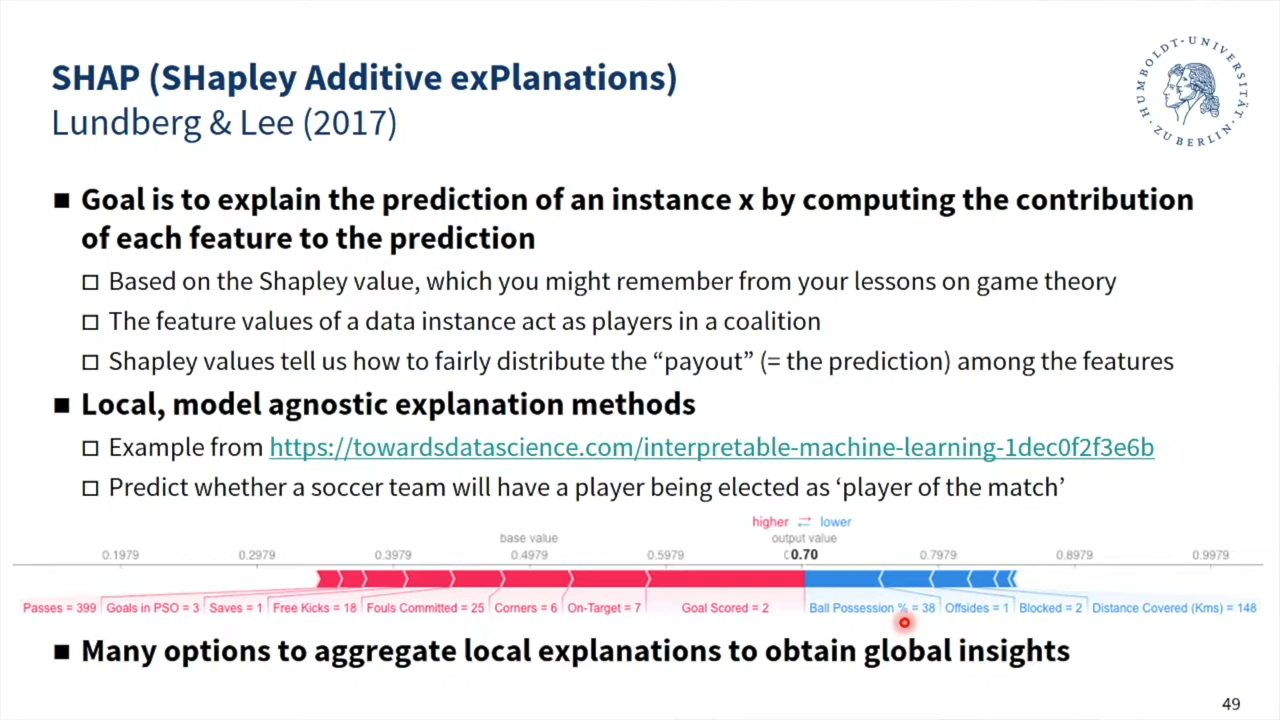 SHAP (SHapley Additive exPlanations)
Lundberg & Lee (2017)
HUMBOLDT-UNIVERSITÄT
ZU BERLIN
Goal is to explain the prediction of an instance x by computing the contribution
of each feature to the prediction
Based on the Shapley value, which you might remember from your lessons on game theory
The feature values of a data instance act as players in a coalition
Shapley values tell us how to fairly distribute the “payout” (= the prediction) among the features
Local, model agnostic explanation methods
Example from https://towardsdatascience.com/interpretable-machine-learning-1dec0f2f3e6b
Predict whether a soccer team will have a player being elected as ‘player of the match’
higher ⇄ lower
base value output value
0.1979 0.2979 0.3979 0.4979 0.5979 0.70 0.7979 0.8979 0.9979
Passes = 399 Goals in PSO = 3 Saves = 1 Free Kicks = 18 Fouls Committed = 25 Corners = 6 On-Target = 7 Goal Scored = 2 Ball Possession % = 38 Offsides = 1 Blocked = 2 Distance Covered (Kms) = 148
Many options to aggregate local explanations to obtain global insights
49